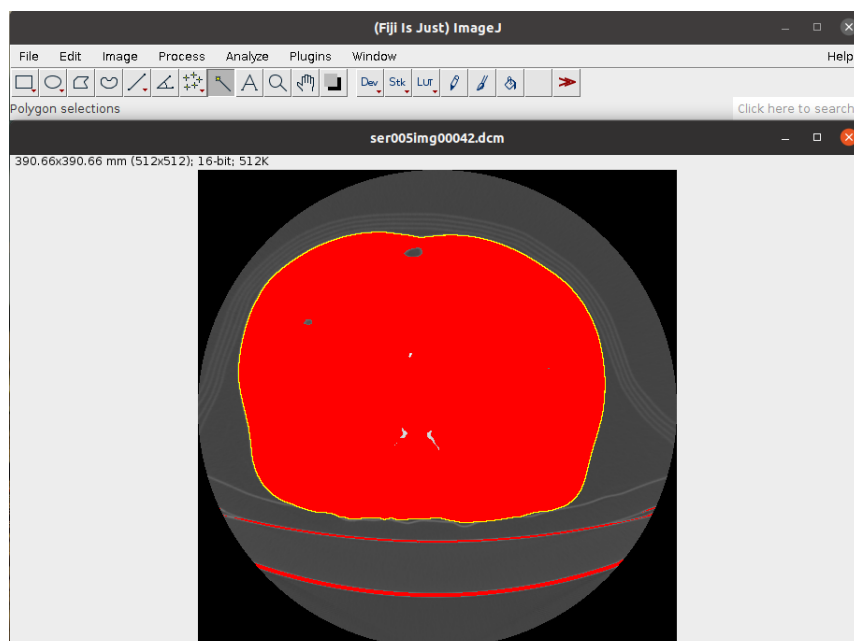 (Fiji Is Just) ImageJ
File Edit Image Process Analyze Plugins Window Help
Dev Stk LUT
Polygon selections Click here to search
ser005img00042.dcm
390.66x390.66 mm (512x512); 16-bit; 512K